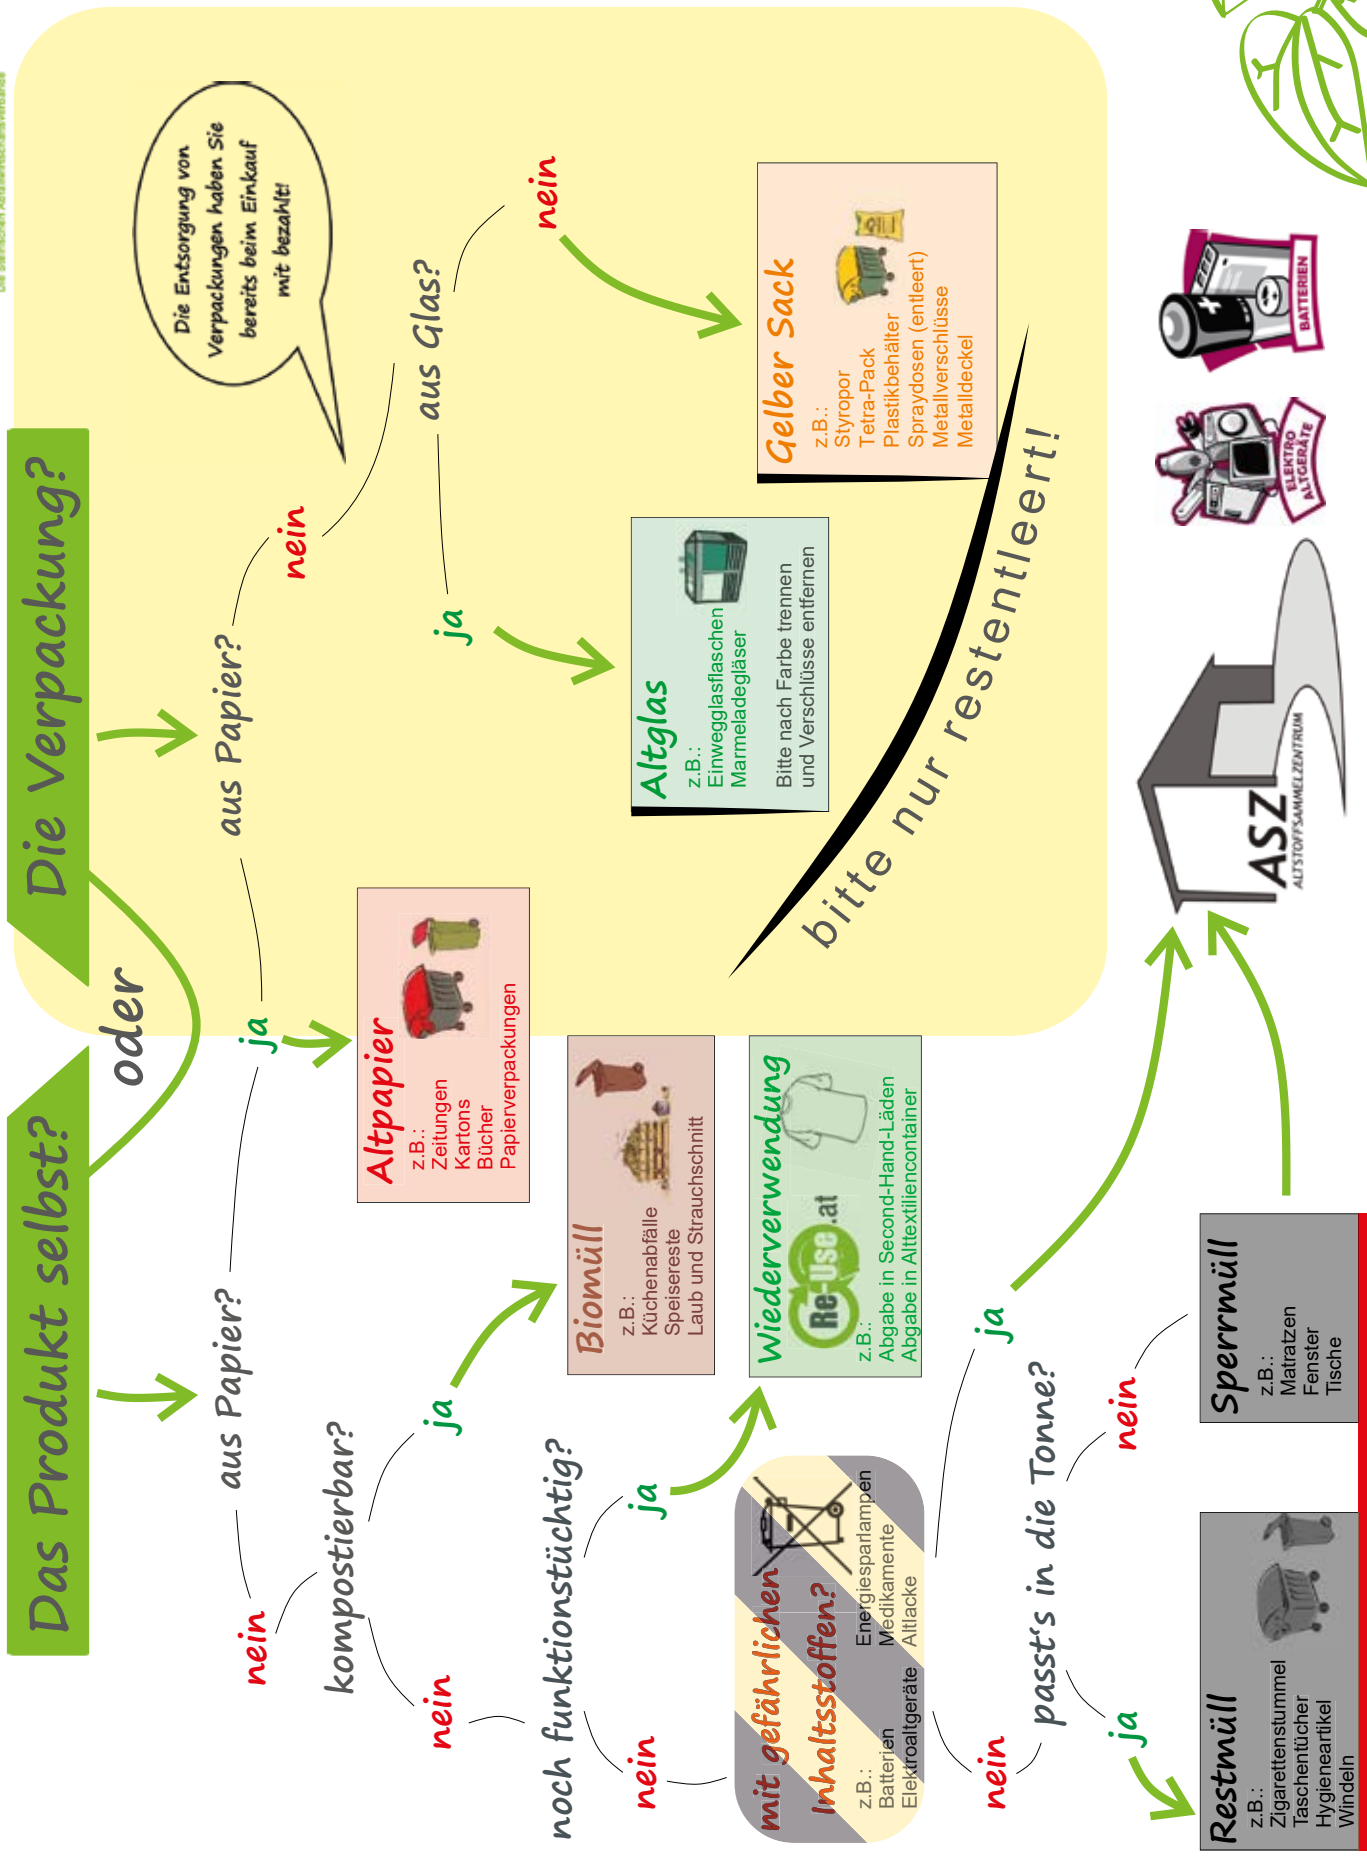 Die Steirischen Abfallwirtschaftsverbände
Das Produkt selbst?
oder
Die Verpackung?
Die Entsorgung von
Verpackungen haben Sie
bereits beim Einkauf
mit bezahlt!
aus Papier?
nein
ja
aus Papier?
ja
nein
kompostierbar?
nein
ja
aus Glas?
ja
nein
Altpapier
z.B.:
Zeitungen
Kartons
Bücher
Papierverpackungen
noch funktionstüchtig?
nein
ja
Biomüll
z.B.:
Küchenabfälle
Speisereste
Laub und Strauchschnitt
Altglas
z.B.:
Einwegglasflaschen
Marmeladegläser
Bitte nach Farbe trennen
und Verschlüsse entfernen
Gelber Sack
z.B.:
Styropor
Tetra-Pack
Plastikbehälter
Spraydosen (entleert)
Metallverschlüsse
Metalldeckel
bitte nur restentleert!
mit gefährlichen
Inhaltsstoffen?
z.B.:
Batterien
Elektroaltgeräte
Energiesparlampen
Medikamente
Altlacke
Wiederverwendung
Re-Use.at
z.B.:
Abgabe in Second-Hand-Läden
Abgabe in Alttextiliencontainer
nein
ja
passt's in die Tonne?
ja
nein
Restmüll
z.B.:
Zigarettenstummel
Taschentücher
Hygieneartikel
Windeln
Sperrmüll
z.B.:
Matratzen
Fenster
Tische
ASZ
ALTSTOFFSAMMELZENTRUM
ELEKTRO
ALTGERÄTE
BATTERIEN